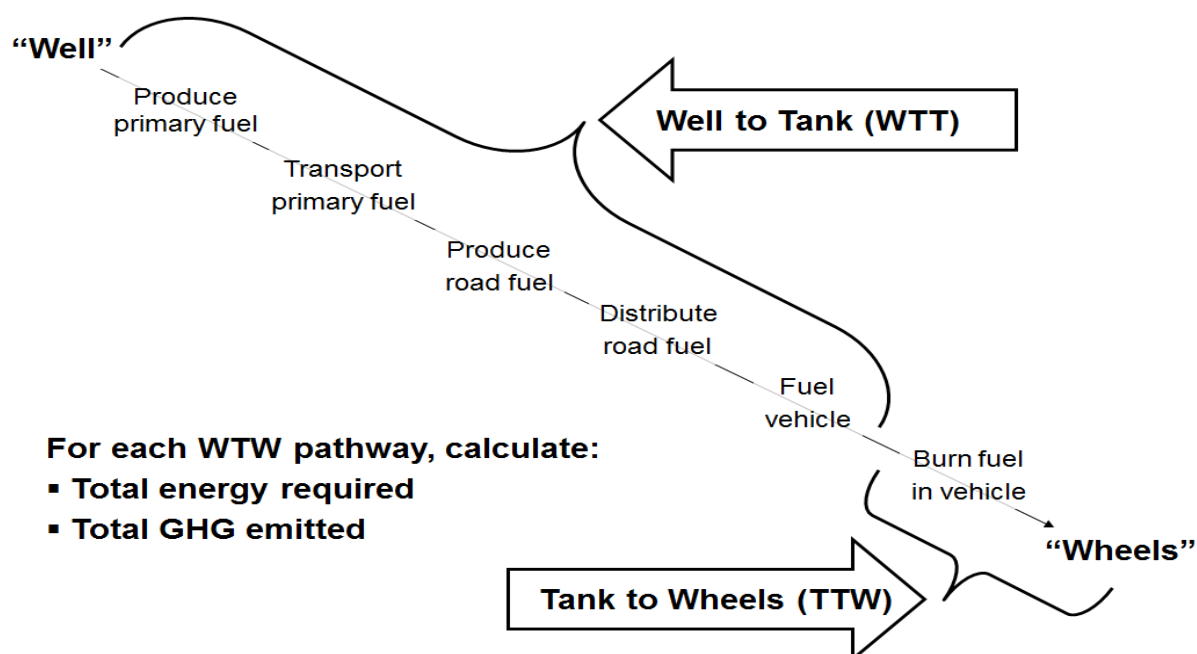 “Well”
Produce
primary fuel
Well to Tank (WTT)
Transport
primary fuel
Produce
road fuel
Distribute
road fuel
Fuel
vehicle
For each WTW pathway, calculate:
▪ Total energy required
▪ Total GHG emitted
Burn fuel
in vehicle
“Wheels”
Tank to Wheels (TTW)